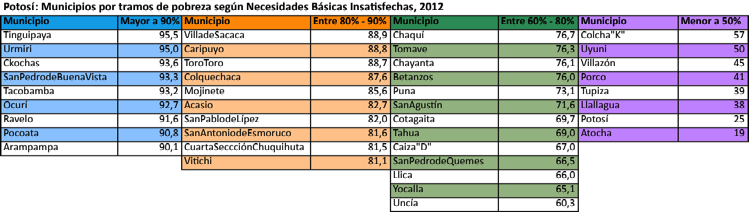 Potosí: Municipios por tramos de pobreza según Necesidades Básicas Insatisfechas, 2012
Municipio Mayor a 90% Municipio Entre 80% - 90% Municipio Entre 60% - 80% Municipio Menor a 50%
Tinguipaya 95,5 VilladeSacaca 88,9 Chaquí 76,7 Colcha"K" 57
Urmiri 95,0 Caripuyo 88,8 Tomave 76,3 Uyuni 50
Ckochas 93,6 ToroToro 88,7 Chayanta 76,1 Villazón 45
SanPedrodeBuenaVista 93,3 Colquechaca 87,6 Betanzos 76,0 Porco 41
Tacobamba 93,2 Mojinete 85,6 Puna 73,1 Tupiza 39
Ocurí 92,7 Acasio 82,7 SanAgustín 71,6 Llallagua 38
Ravelo 91,6 SanPablodeLípez 82,0 Cotagaita 69,7 Potosí 25
Pocoata 90,8 SanAntoniodeEsmoruco 81,6 Tahua 69,0 Atocha 19
Arampampa 90,1 CuartaSeccciónChuquihuta 81,5 Caiza"D" 67,0
Vitichi 81,1 SanPedrodeQuemes 66,5
Llica 66,0
Yocalla 65,1
Uncía 60,3